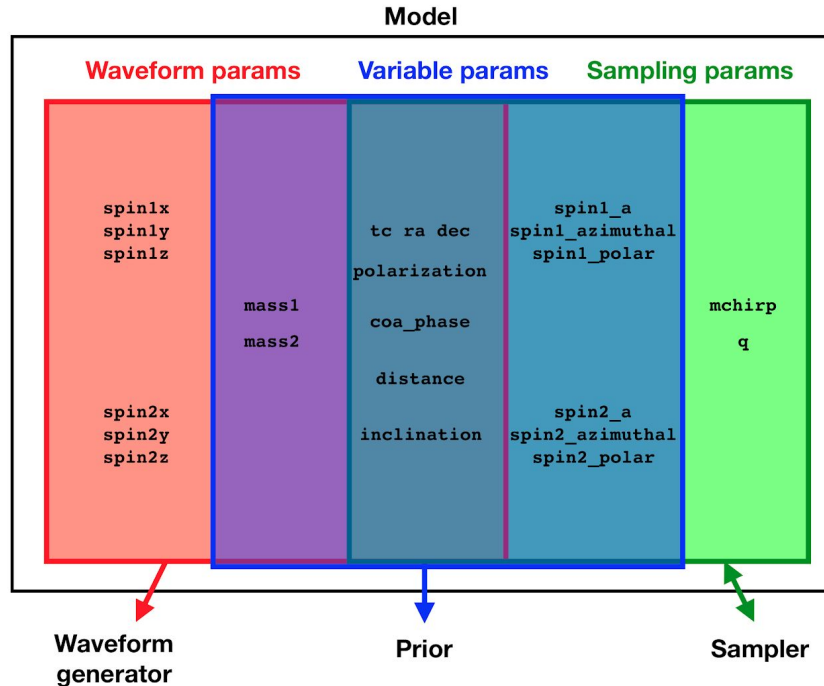 Model
Waveform params
Variable params
Sampling params
spin1x
spin1y
spin1z
mass1
mass2
spin2x
spin2y
spin2z
tc ra dec
polarization
coa_phase
distance
inclination
spin1_a
spin1_azimuthal
spin1_polar
spin2_a
spin2_azimuthal
spin2_polar
mchirp
q
Waveform
generator
Prior
Sampler